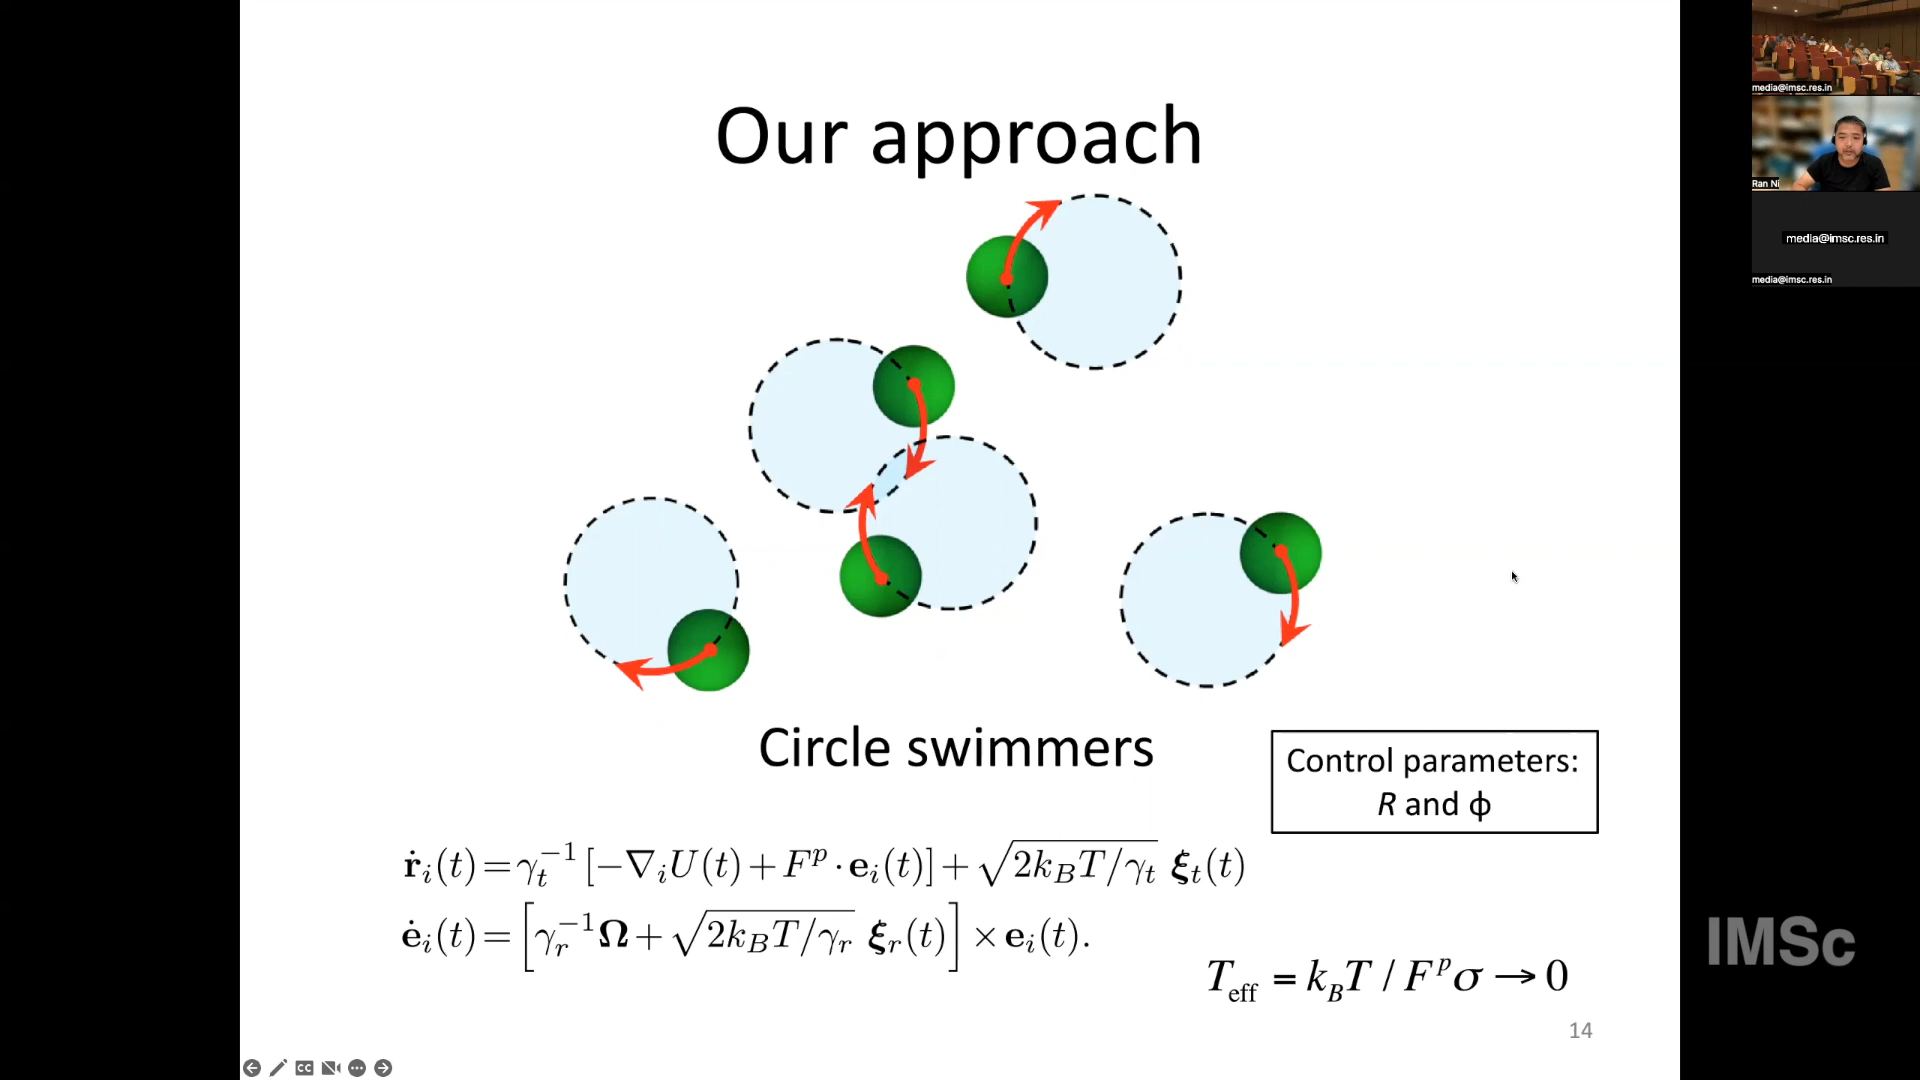 Our approach
Circle swimmers
Control parameters:
R and ϕ
ṙᵢ(t) = γₜ⁻¹ [−∇ᵢU(t) + Fᵖ · eᵢ(t)] + √(2k_BT/γₜ) ξₜ(t)
ėᵢ(t) = [γᵣ⁻¹Ω + √(2k_BT/γᵣ) ξᵣ(t)] × eᵢ(t).
T_eff = k_BT / Fᵖσ → 0
14
CC
IMSc
media@imsc.res.in
Ran Ni
media@imsc.res.in
media@imsc.res.in